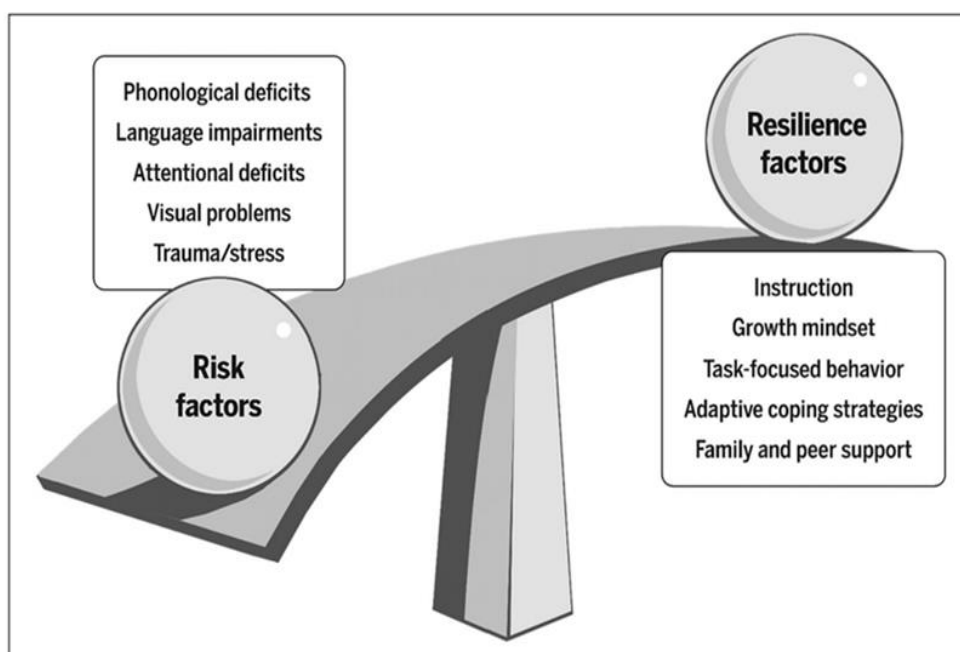 Phonological deficits
Language impairments
Attentional deficits
Visual problems
Trauma/stress
Risk
factors
Resilience
factors
Instruction
Growth mindset
Task-focused behavior
Adaptive coping strategies
Family and peer support